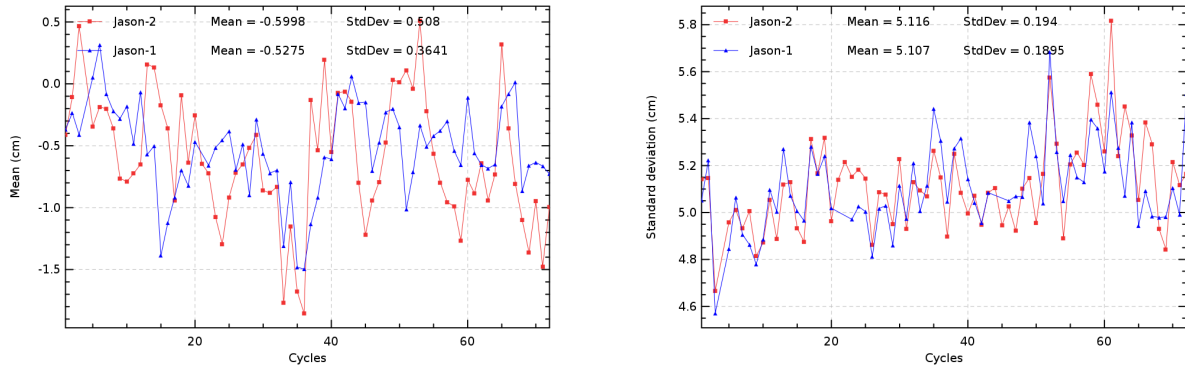 Jason-2 Mean = -0.5998 StdDev = 0.508
Jason-1 Mean = -0.5275 StdDev = 0.3641
0.5
0.0
-0.5
-1.0
-1.5
Mean (cm)
20 40 60
Cycles
Jason-2 Mean = 5.116 StdDev = 0.194
Jason-1 Mean = 5.107 StdDev = 0.1895
5.8
5.6
5.4
5.2
5.0
4.8
4.6
Standard deviation (cm)
20 40 60
Cycles